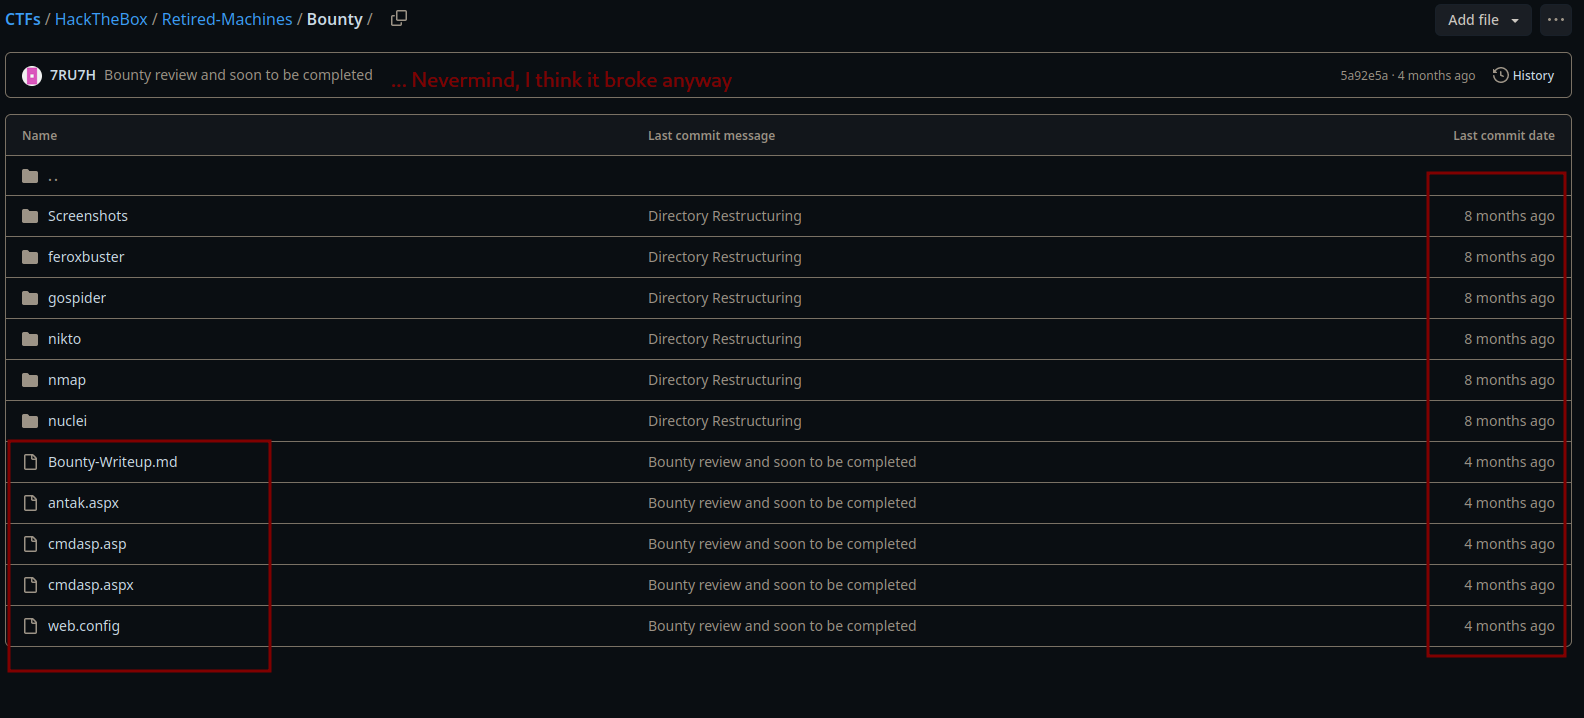 CTFs / HackTheBox / Retired-Machines / Bounty /
Add file
7RU7H Bounty review and soon to be completed ... Nevermind, I think it broke anyway 5a92e5a · 4 months ago History
Name Last commit message Last commit date
..
Screenshots Directory Restructuring 8 months ago
feroxbuster Directory Restructuring 8 months ago
gospider Directory Restructuring 8 months ago
nikto Directory Restructuring 8 months ago
nmap Directory Restructuring 8 months ago
nuclei Directory Restructuring 8 months ago
Bounty-Writeup.md Bounty review and soon to be completed 4 months ago
antak.aspx Bounty review and soon to be completed 4 months ago
cmdasp.asp Bounty review and soon to be completed 4 months ago
cmdasp.aspx Bounty review and soon to be completed 4 months ago
web.config Bounty review and soon to be completed 4 months ago